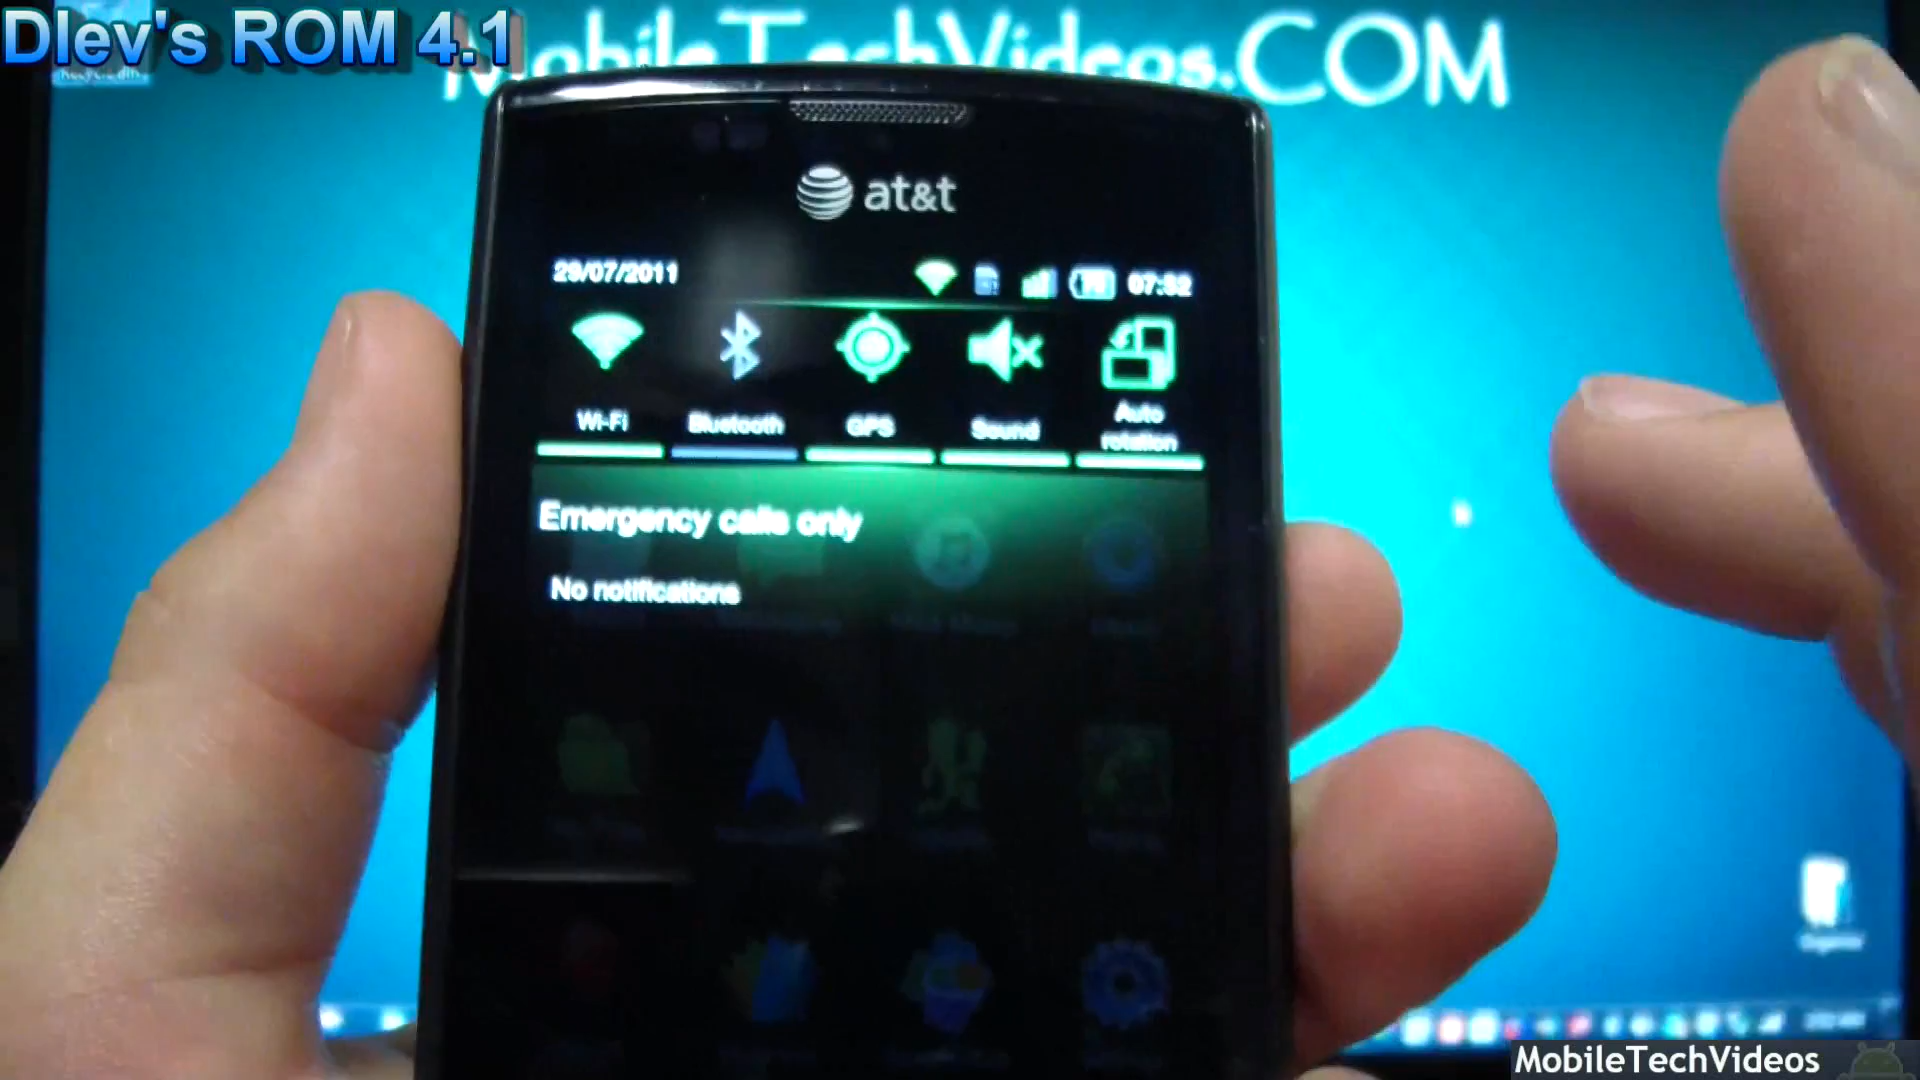 Dlev's ROM 4.1
MobileTechVideos.COM
at&t
29/07/2011
07:32
Wi-Fi
Bluetooth
GPS
Sound
Auto
rotation
Emergency calls only
No notifications
MobileTechVideos